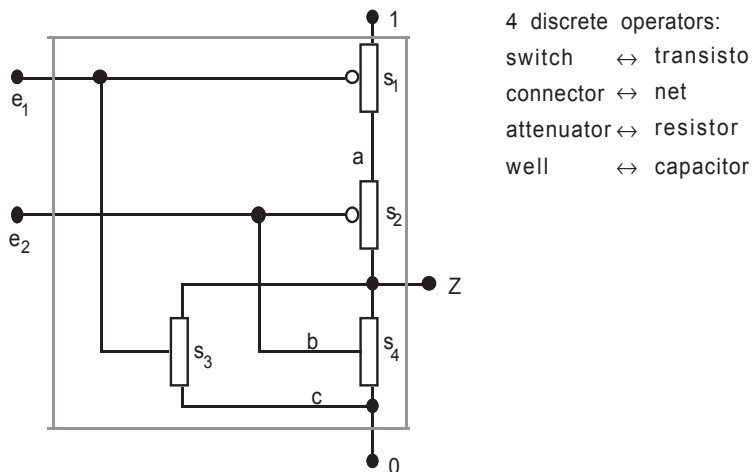 1
4 discrete operators:
switch ↔ transisto
connector ↔ net
attenuator ↔ resistor
well ↔ capacitor
e1
s1
a
e2
s2
Z
s3
b
s4
c
0